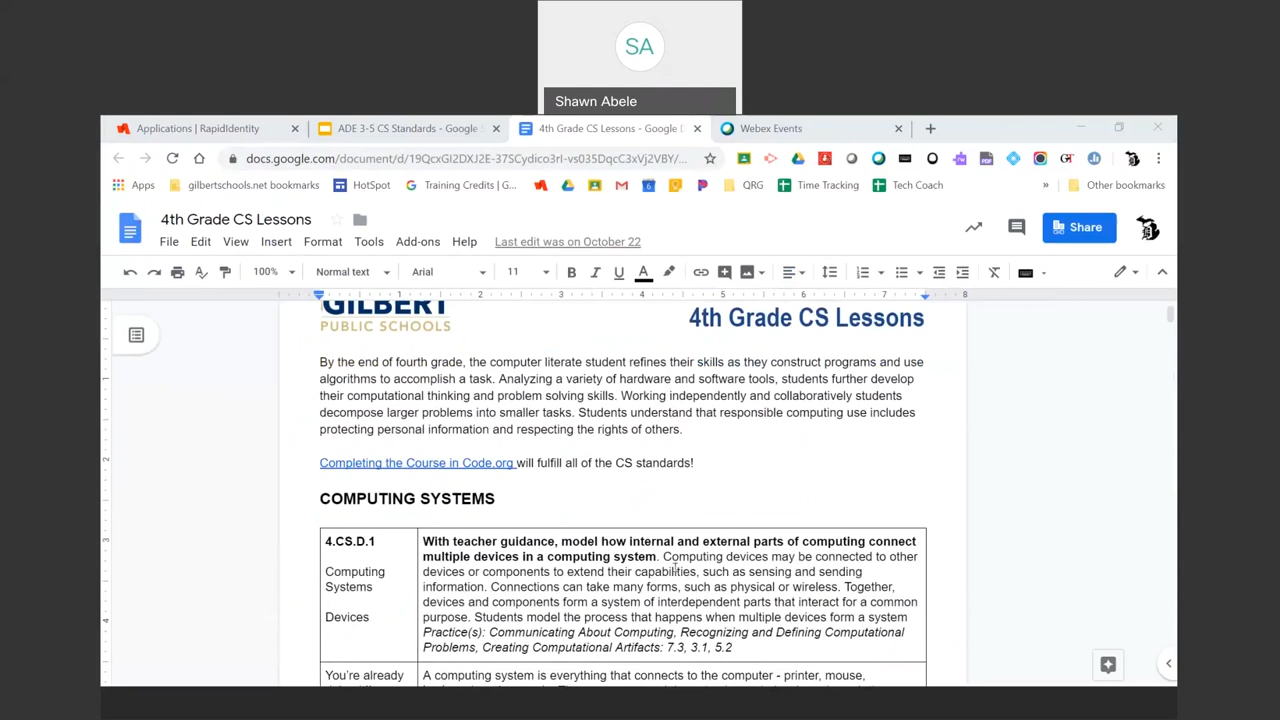 SA
Shawn Abele
Applications | RapidIdentity
ADE 3-5 CS Standards - Google
4th Grade CS Lessons - Google
Webex Events
docs.google.com/document/d/19QcxGI2DXJ2E-37SCydico3rI-vs035DqcC3xVj2VBY/...
Apps
gilbertschools.net bookmarks
HotSpot
Training Credits | G...
QRG
Time Tracking
Tech Coach
»
Other bookmarks
4th Grade CS Lessons
File Edit View Insert Format Tools Add-ons Help Last edit was on October 22
Share
100% Normal text Arial 11 B I U A
1 2 3 4 5 6 7 8
GILBERT
PUBLIC SCHOOLS
4th Grade CS Lessons
By the end of fourth grade, the computer literate student refines their skills as they construct programs and use
algorithms to accomplish a task. Analyzing a variety of hardware and software tools, students further develop
their computational thinking and problem solving skills. Working independently and collaboratively students
decompose larger problems into smaller tasks. Students understand that responsible computing use includes
protecting personal information and respecting the rights of others.
Completing the Course in Code.org will fulfill all of the CS standards!
COMPUTING SYSTEMS
4.CS.D.1
Computing
Systems
Devices
With teacher guidance, model how internal and external parts of computing connect
multiple devices in a computing system. Computing devices may be connected to other
devices or components to extend their capabilities, such as sensing and sending
information. Connections can take many forms, such as physical or wireless. Together,
devices and components form a system of interdependent parts that interact for a common
purpose. Students model the process that happens when multiple devices form a system
Practice(s): Communicating About Computing, Recognizing and Defining Computational
Problems, Creating Computational Artifacts: 7.3, 3.1, 5.2
You're already
A computing system is everything that connects to the computer - printer, mouse,